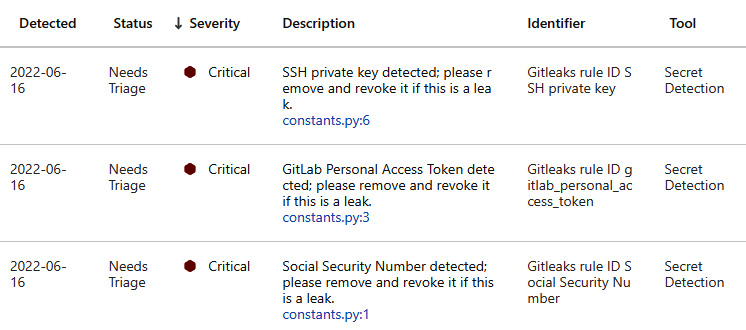 Detected Status ↓ Severity Description Identifier Tool
2022-06- Needs Critical SSH private key detected; please r Gitleaks rule ID S Secret
16 Triage emove and revoke it if this is a lea SH private key Detection
k.
constants.py:6
2022-06- Needs Critical GitLab Personal Access Token dete Gitleaks rule ID g Secret
16 Triage cted; please remove and revoke it itlab_personal_ac Detection
if this is a leak. cess_token
constants.py:3
2022-06- Needs Critical Social Security Number detected; Gitleaks rule ID S Secret
16 Triage please remove and revoke it if this ocial Security Nu Detection
is a leak. mber
constants.py:1